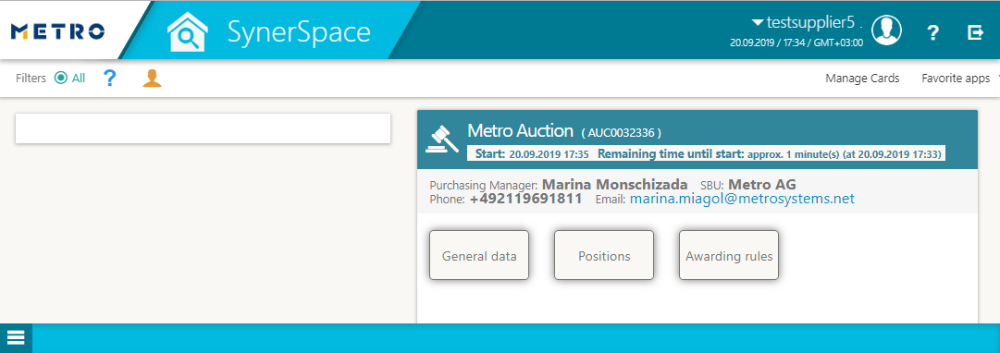 METRO
SynerSpace
testsupplier5 .
20.09.2019 / 17:34 / GMT+03:00
?
Filters All ?
Manage Cards Favorite apps
Metro Auction ( AUC0032336 )
Start: 20.09.2019 17:35 Remaining time until start: approx. 1 minute(s) (at 20.09.2019 17:33)
Purchasing Manager: Marina Monschizada SBU: Metro AG
Phone: +492119691811 Email: marina.miagol@metrosystems.net
General data Positions Awarding rules